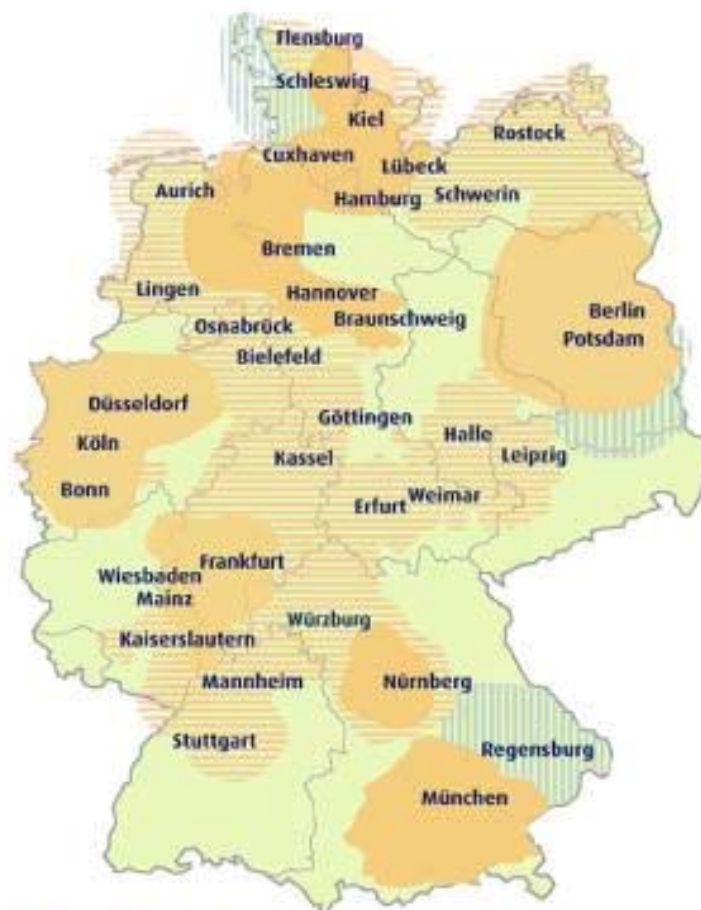 Flensburg
Schleswig
Kiel
Rostock
Cuxhaven
Lübeck
Aurich
Hamburg
Schwerin
Bremen
Lingen
Hannover
Berlin
Osnabrück
Braunschweig
Potsdam
Bielefeld
Düsseldorf
Göttingen
Halle
Köln
Kassel
Leipzig
Bonn
Erfurt
Weimar
Frankfurt
Wiesbaden
Mainz
Würzburg
Kaiserslautern
Mannheim
Nürnberg
Stuttgart
Regensburg
München